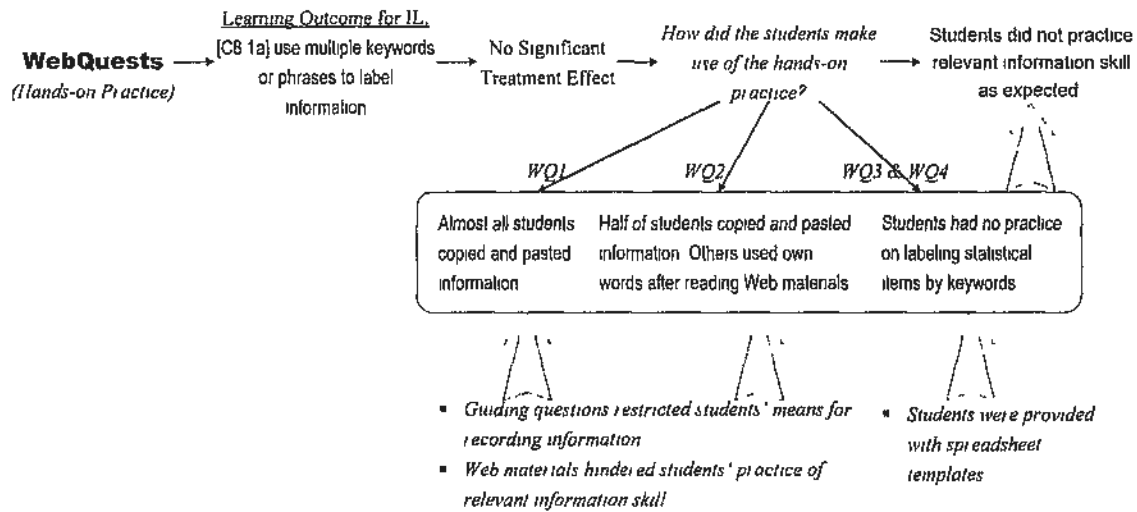 WebQuests
(Hands-on Practice)
Learning Outcome for IL.
[C8 1a] use multiple keywords
or phrases to label
information
No Significant
Treatment Effect
How did the students make
use of the hands-on
practice?
Students did not practice
relevant information skill
as expected
WQ1
WQ2
WQ3 & WQ4
Almost all students
copied and pasted
information
Half of students copied and pasted
information Others used own
words after reading Web materials
Students had no practice
on labeling statistical
items by keywords
▪ Guiding questions restricted students' means for
recording information
▪ Web materials hindered students' practice of
relevant information skill
▪ Students were provided
with spreadsheet
templates